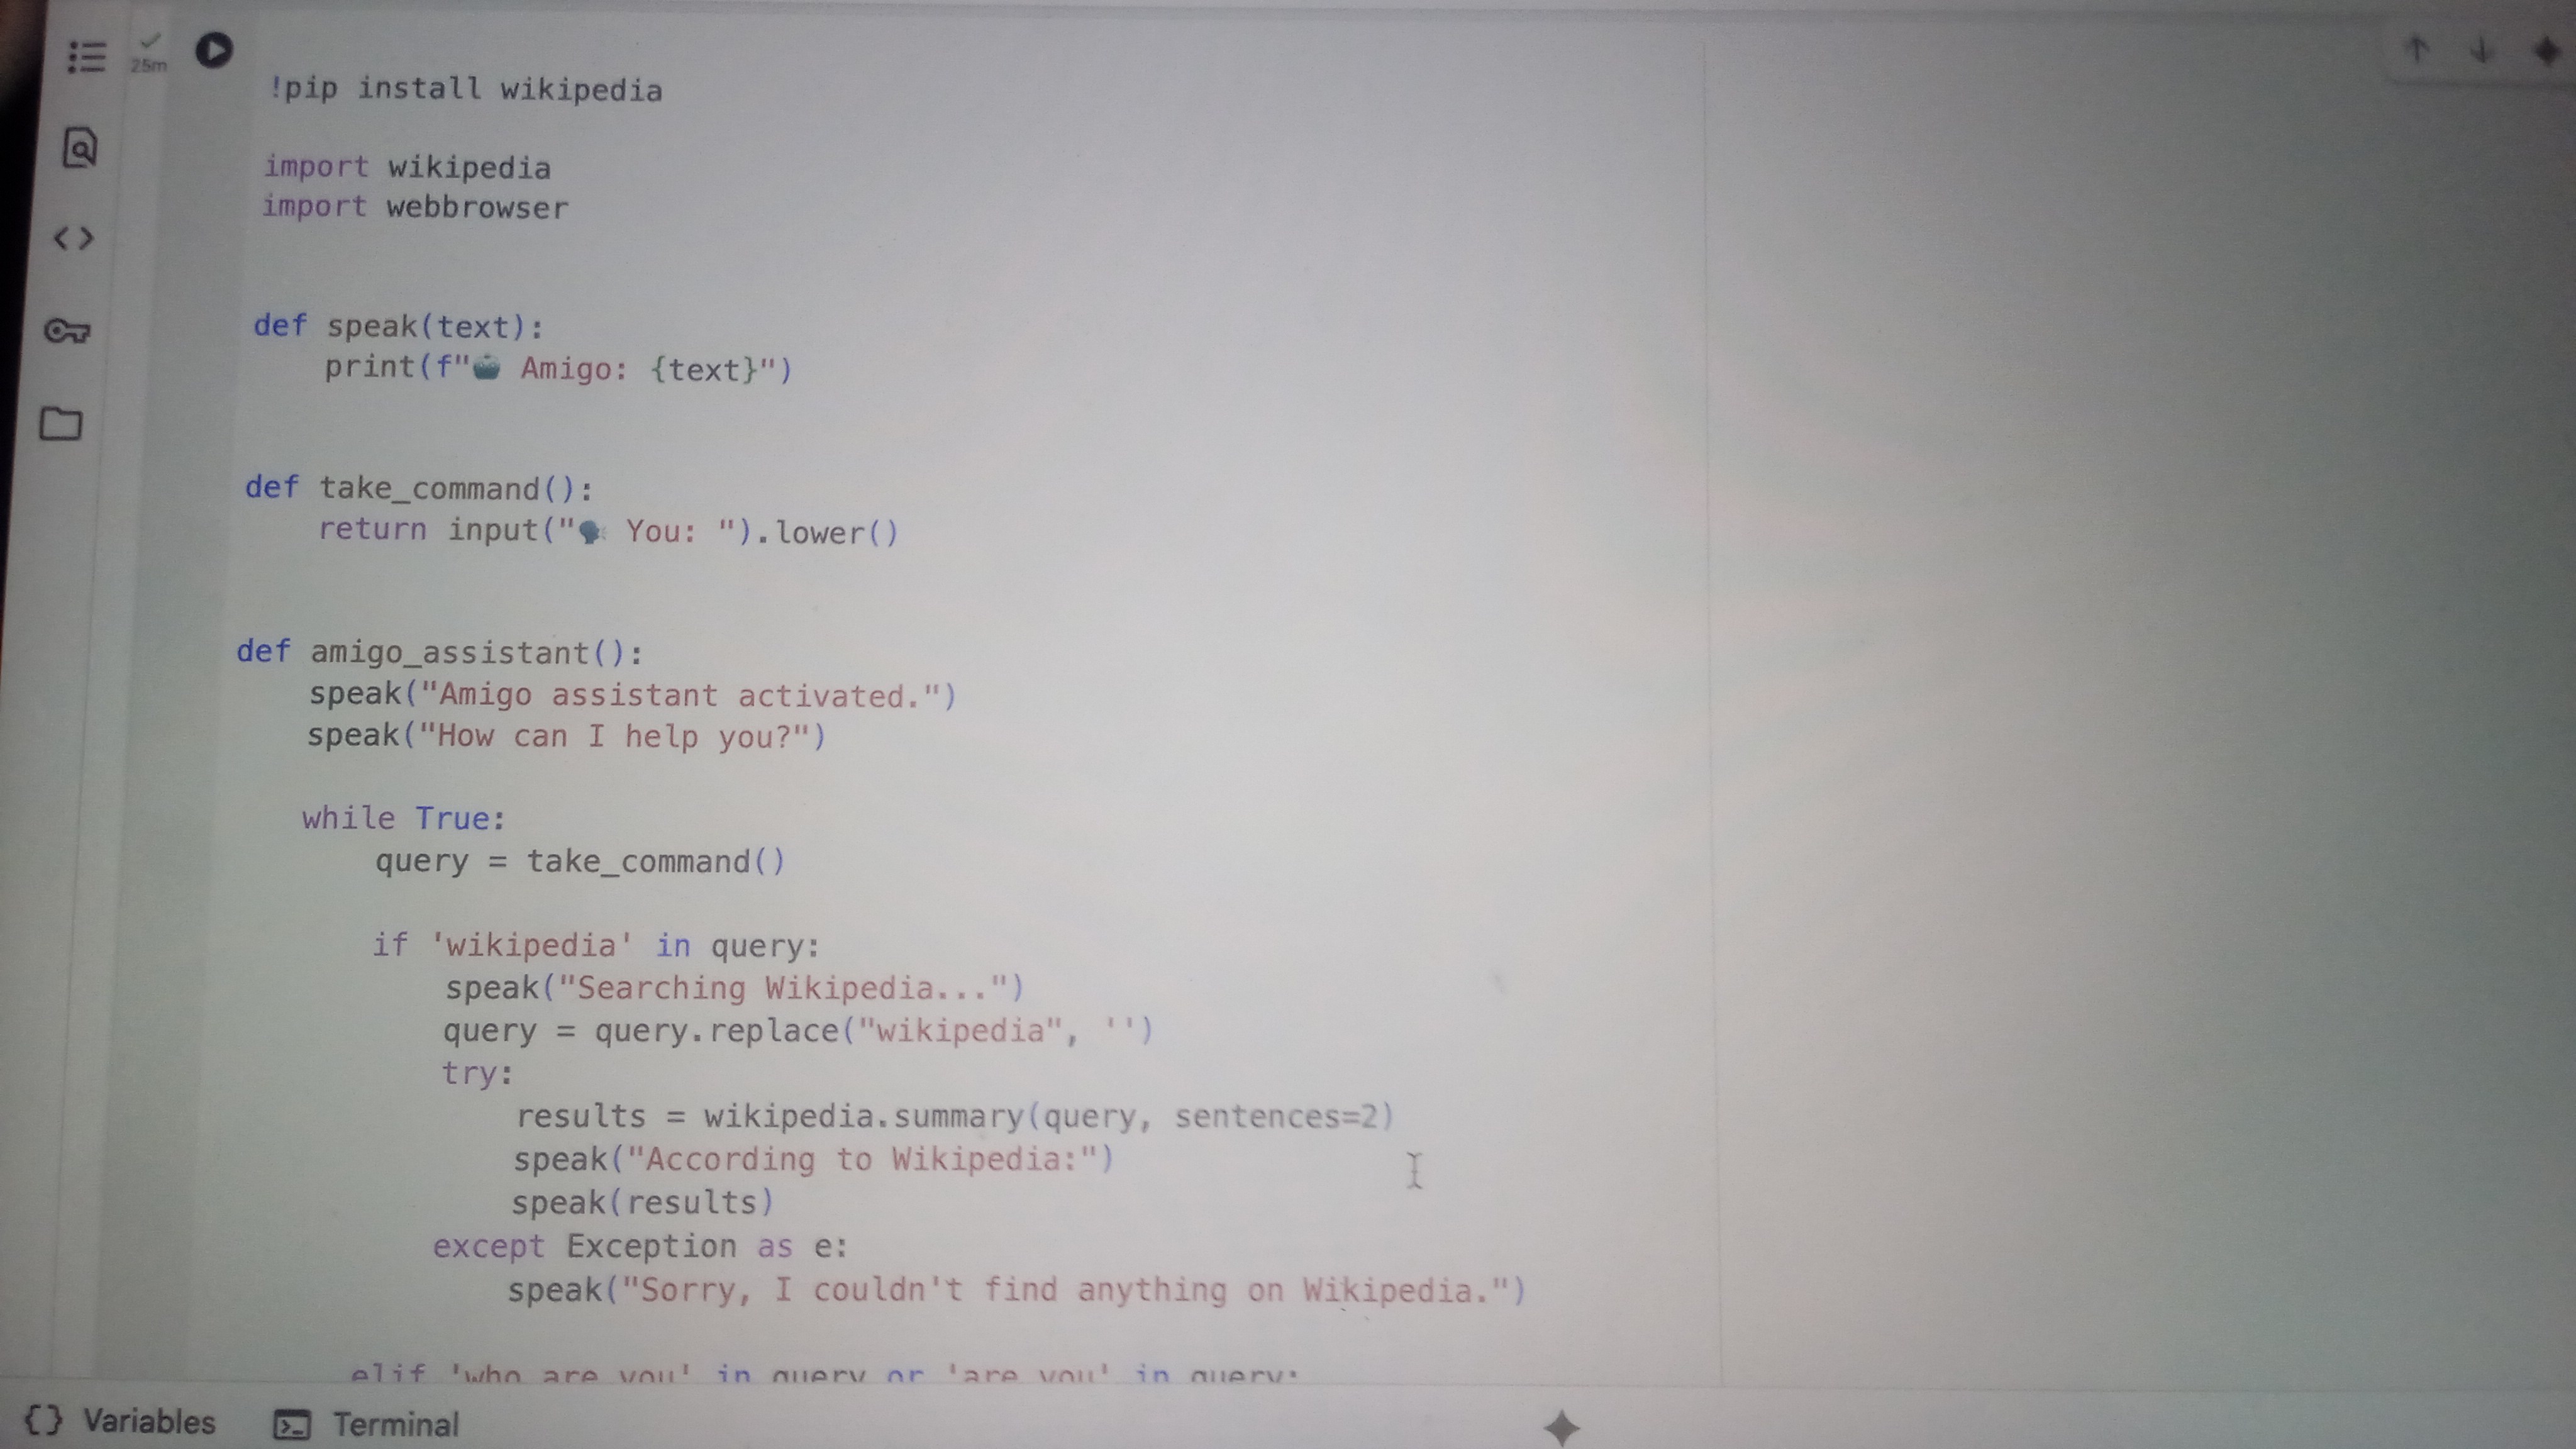 25m
!pip install wikipedia
import wikipedia
import webbrowser
def speak(text):
    print(f"🤖 Amigo: {text}")
def take_command():
    return input("🗣 You: ").lower()
def amigo_assistant():
    speak("Amigo assistant activated.")
    speak("How can I help you?")
    while True:
        query = take_command()
        if 'wikipedia' in query:
            speak("Searching Wikipedia...")
            query = query.replace("wikipedia", '')
            try:
                results = wikipedia.summary(query, sentences=2)
                speak("According to Wikipedia:")
                speak(results)
            except Exception as e:
                speak("Sorry, I couldn't find anything on Wikipedia.")
        elif 'who are you' in query or 'are you' in query:
{} Variables
Terminal